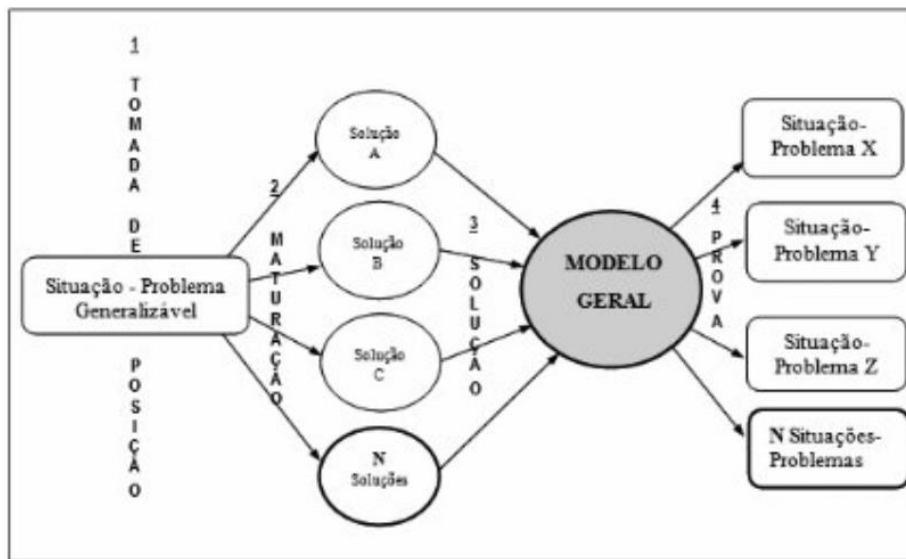 1 TOMADA DE POSIÇÃO
Situação - Problema
Generalizável
2 MATURAÇÃO
Solução
A
Solução
B
Solução
C
N
Soluções
3 SOLUÇÃO
MODELO
GERAL
4 PROVA
Situação-
Problema X
Situação-
Problema Y
Situação-
Problema Z
N Situações-
Problemas